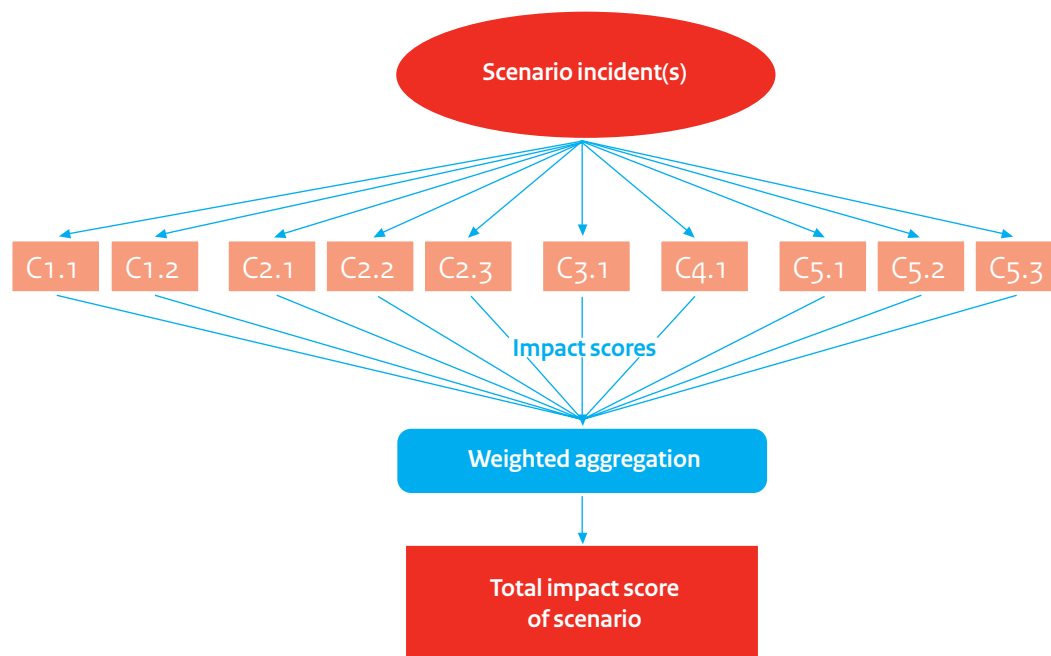 Scenario incident(s)
C1.1 C1.2 C2.1 C2.2 C2.3 C3.1 C4.1 C5.1 C5.2 C5.3
Impact scores
Weighted aggregation
Total impact score
of scenario